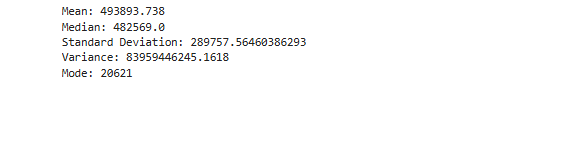 Mean: 493893.738
Median: 482569.0
Standard Deviation: 289757.56460386293
Variance: 83959446245.1618
Mode: 20621